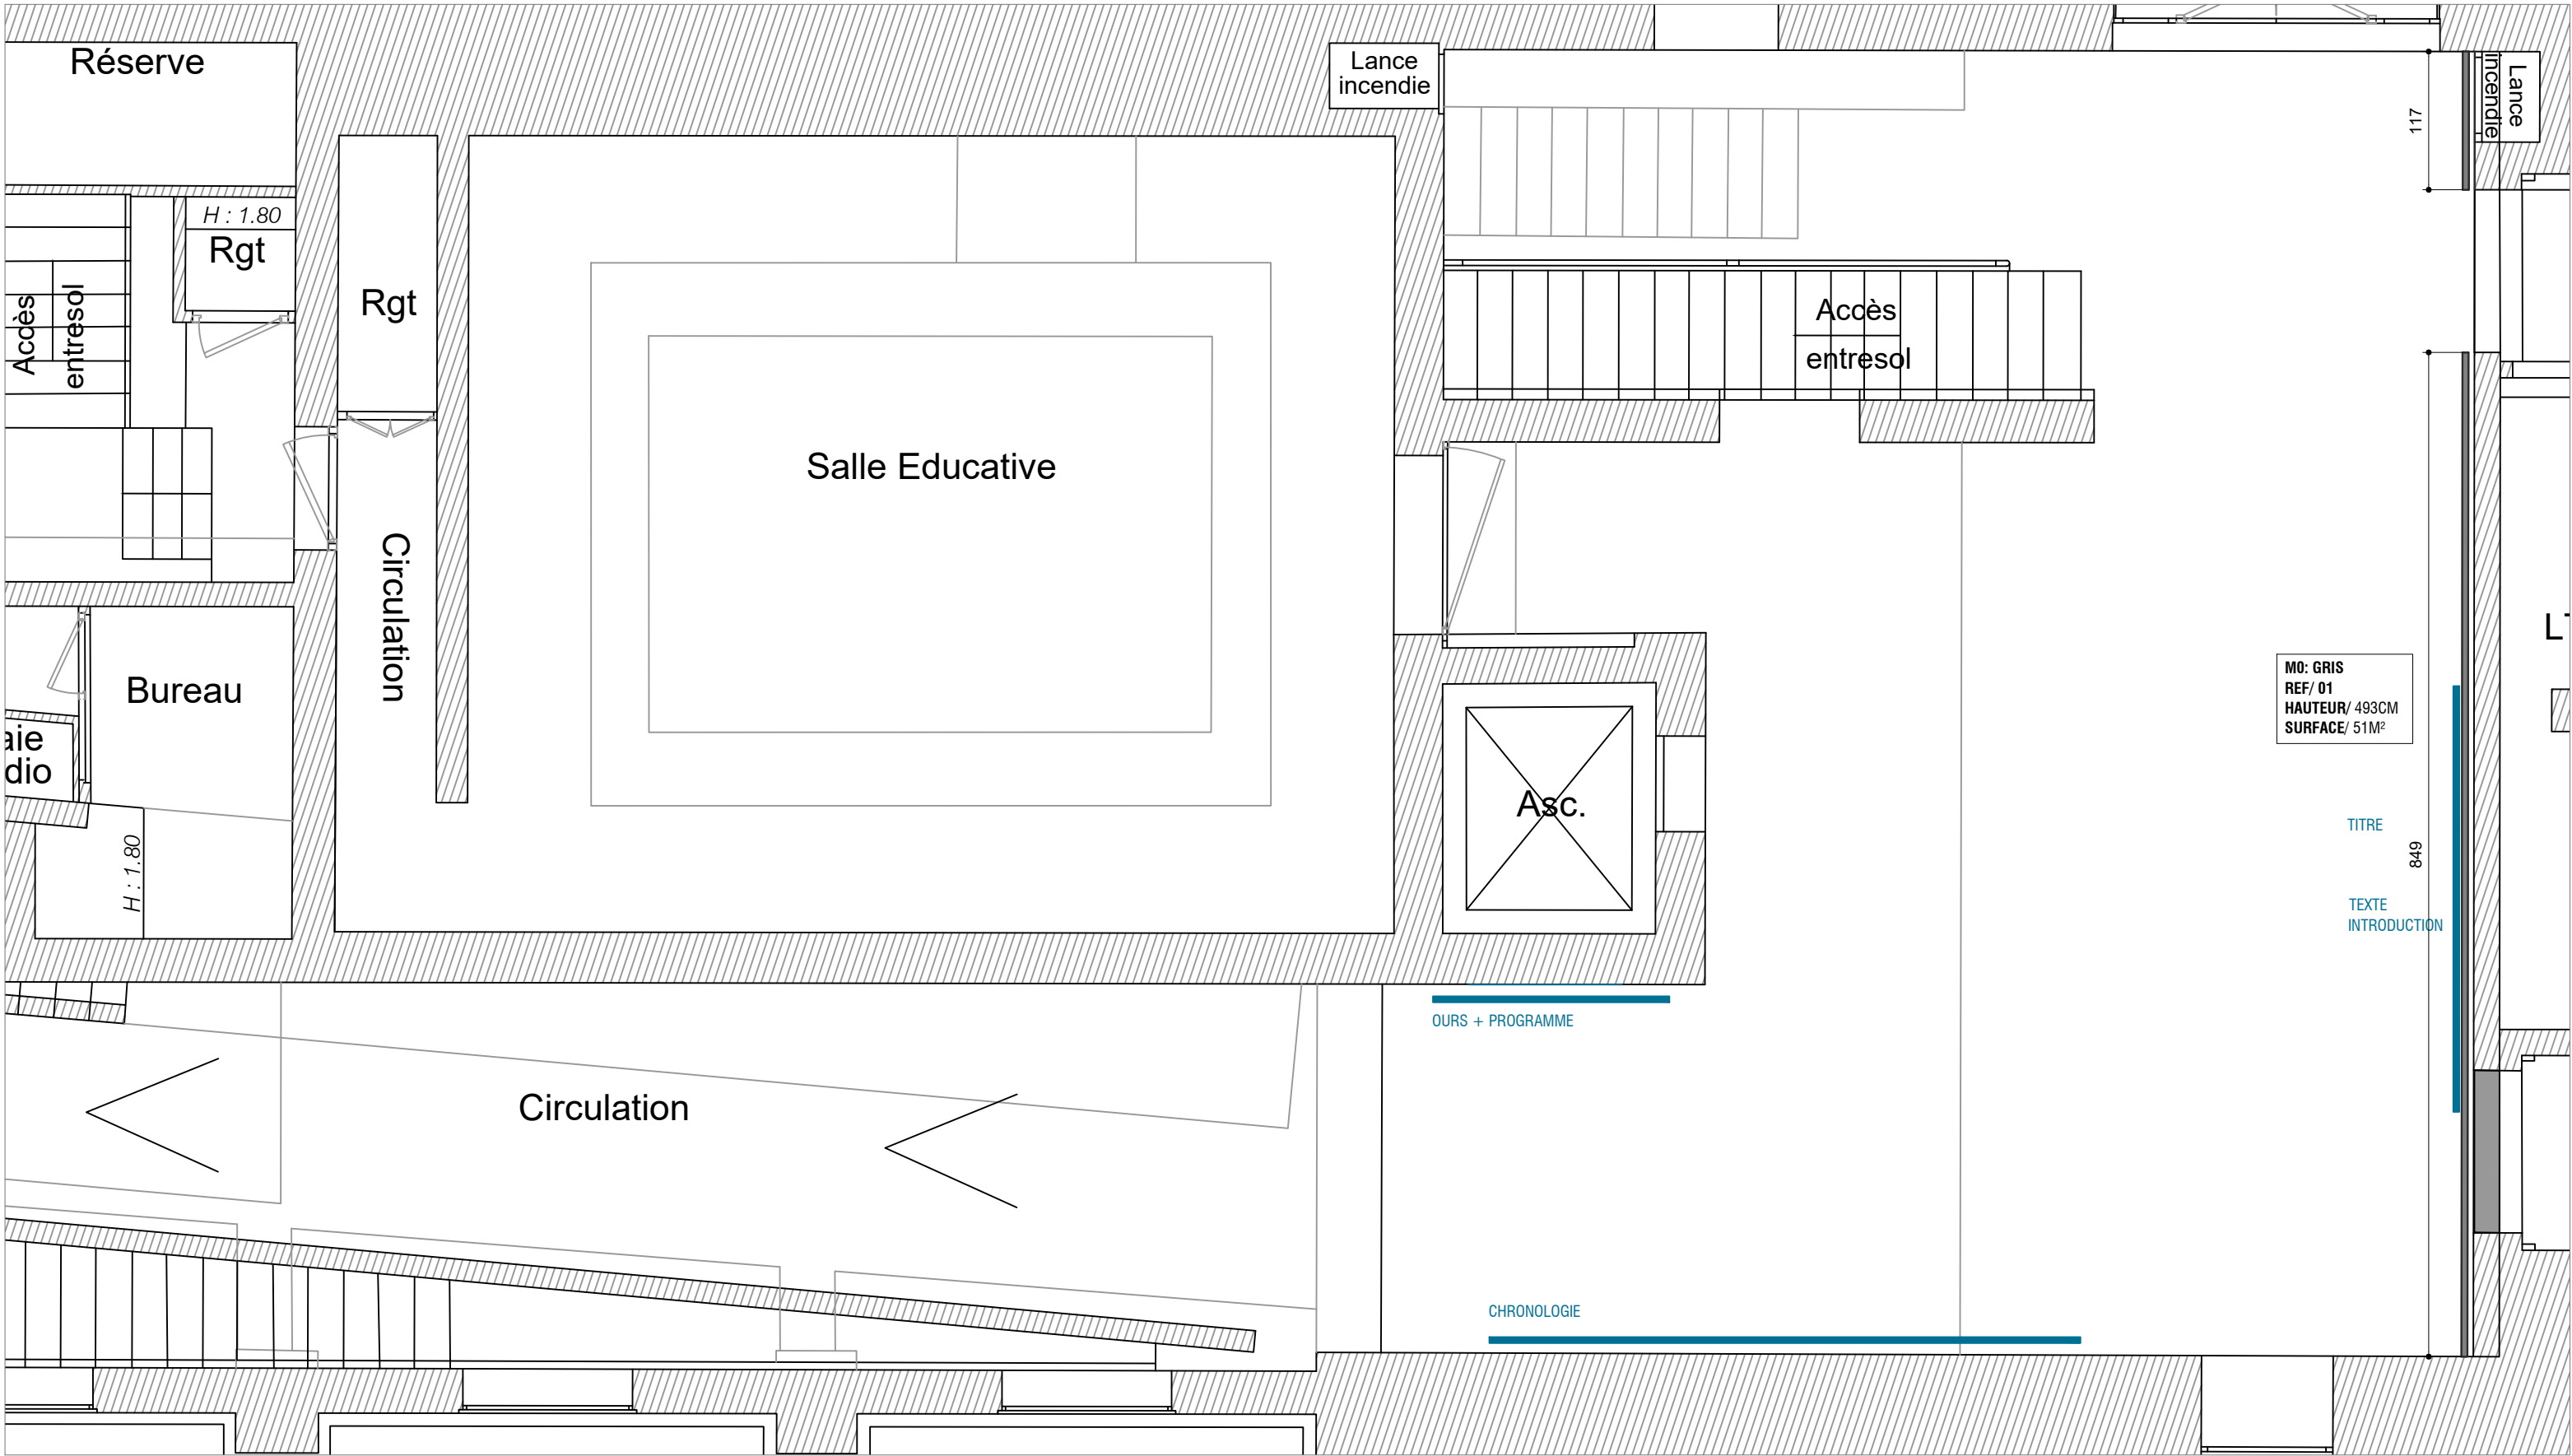 Réserve
Lance
incendie
Lance
incendie
117
H : 1.80
Rgt
Rgt
Accès
entresol
Accès
entresol
Salle Educative
Circulation
Bureau
aie
dio
H : 1.80
Asc.
L
M0: GRIS
REF/ 01
HAUTEUR/ 493CM
SURFACE/ 51M²
TITRE
849
TEXTE
INTRODUCTION
OURS + PROGRAMME
Circulation
CHRONOLOGIE